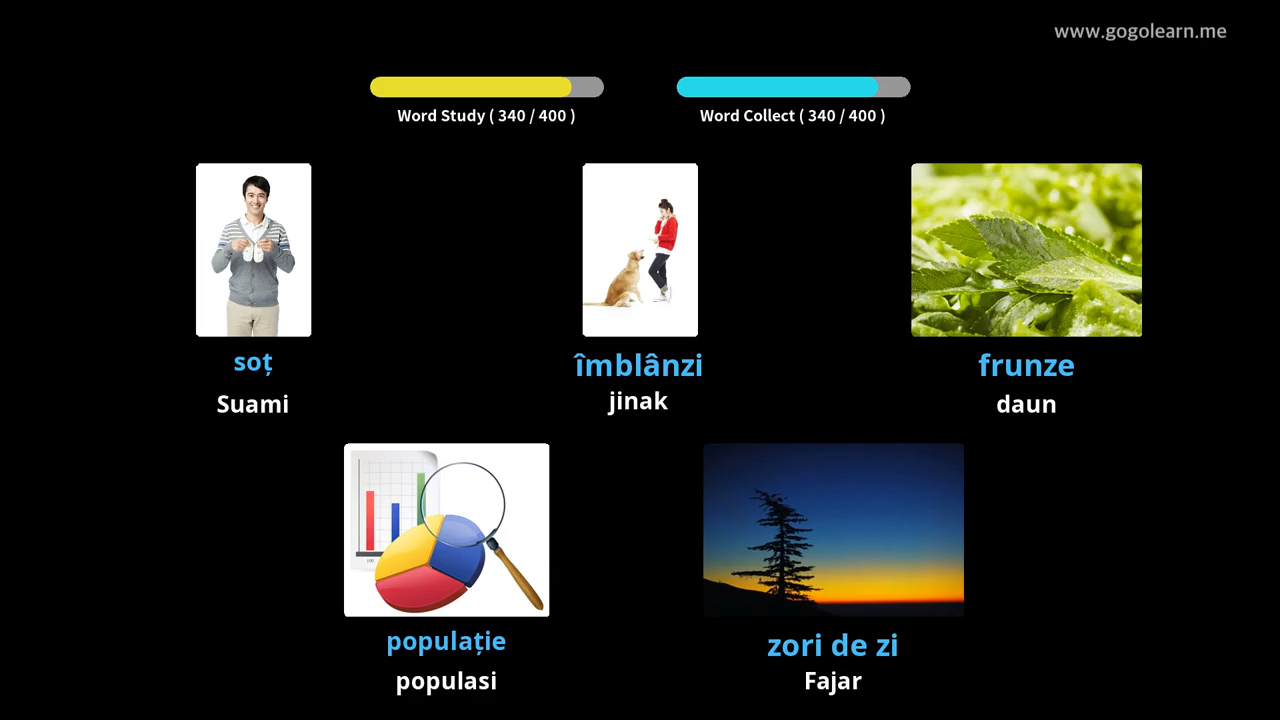 www.gogolearn.me
Word Study ( 340 / 400 )
Word Collect ( 340 / 400 )
soț
Suami
îmblânzi
jinak
frunze
daun
populație
populasi
zori de zi
Fajar